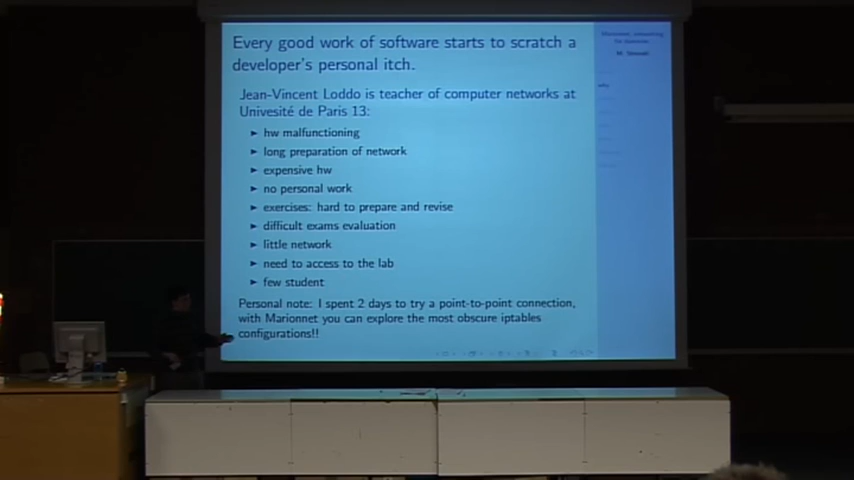 Every good work of software starts to scratch a
developer's personal itch.
Jean-Vincent Loddo is teacher of computer networks at
Univesité de Paris 13:
► hw malfunctioning
► long preparation of network
► expensive hw
► no personal work
► exercises: hard to prepare and revise
► difficult exams evaluation
► little network
► need to access to the lab
► few student
Personal note: I spent 2 days to try a point-to-point connection,
with Marionnet you can explore the most obscure iptables
configurations!!